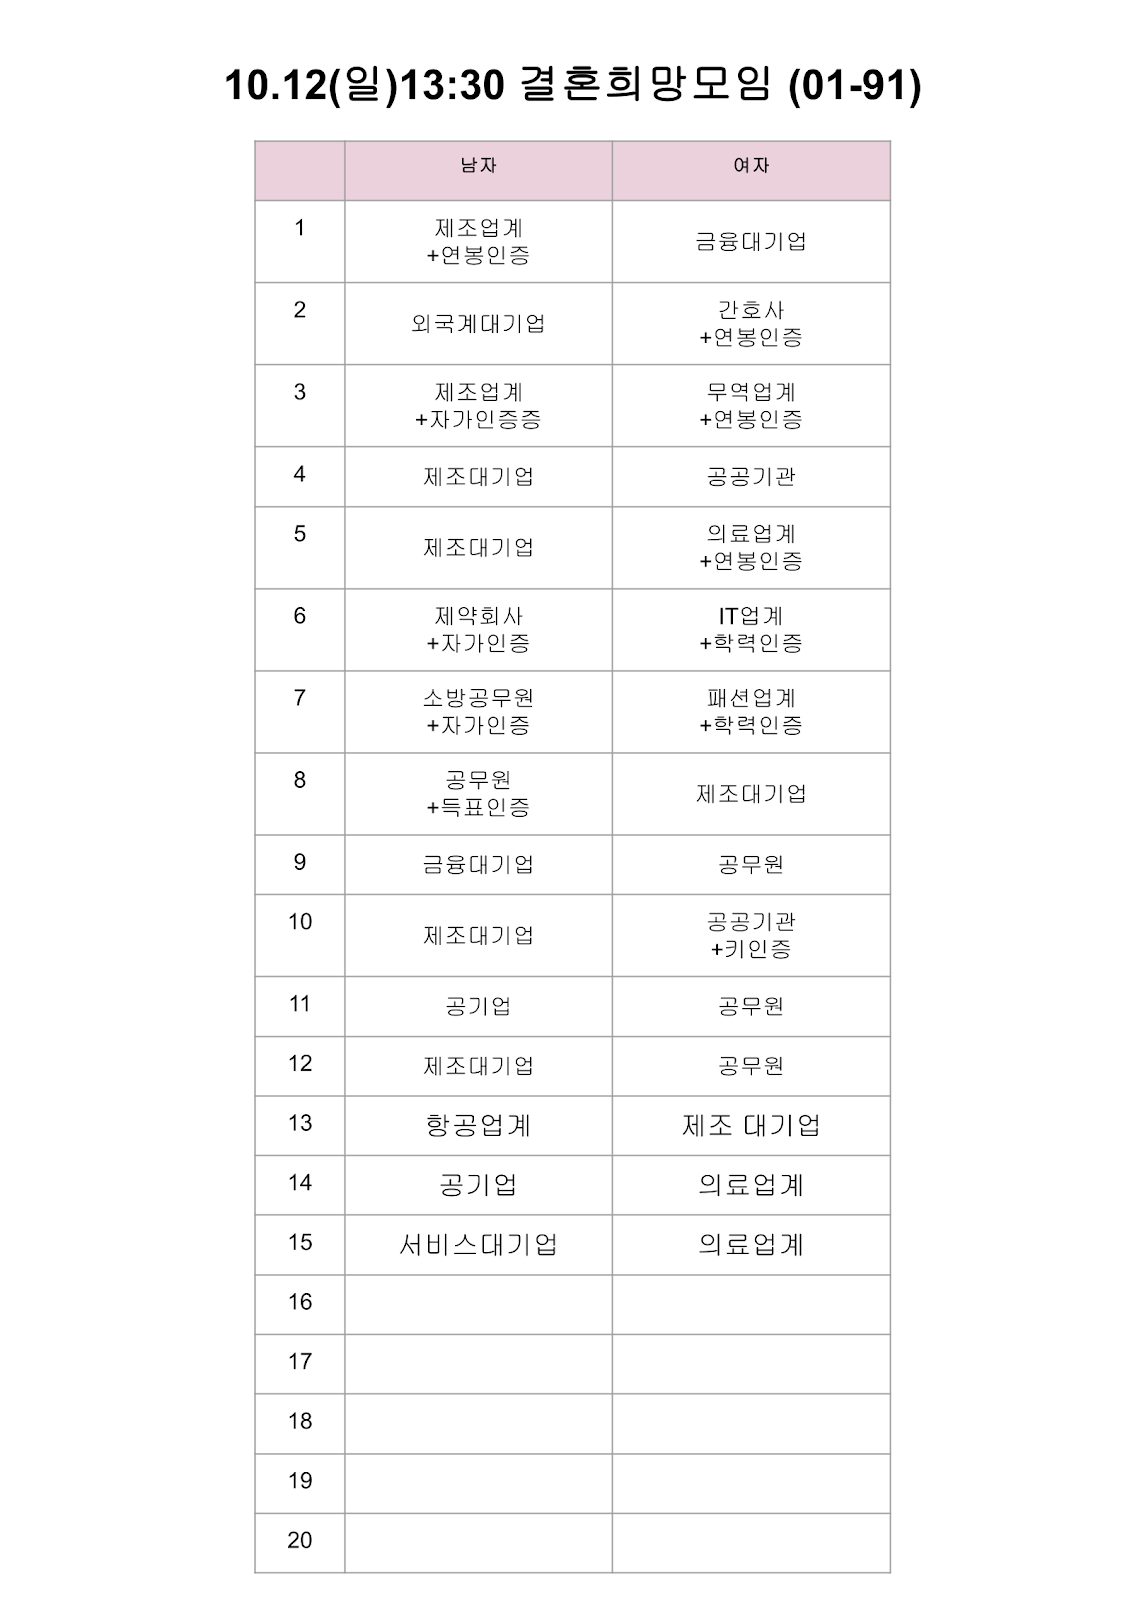 10.12(일)13:30 결혼희망모임 (01-91)
남자 여자
1 제조업계 금융대기업
+연봉인증
2 외국계대기업 간호사
+연봉인증
3 제조업계 무역업계
+자가인증증 +연봉인증
4 제조대기업 공공기관
5 제조대기업 의료업계
+연봉인증
6 제약회사 IT업계
+자가인증 +학력인증
7 소방공무원 패션업계
+자가인증 +학력인증
8 공무원 제조대기업
+득표인증
9 금융대기업 공무원
10 제조대기업 공공기관
+키인증
11 공기업 공무원
12 제조대기업 공무원
13 항공업계 제조 대기업
14 공기업 의료업계
15 서비스대기업 의료업계
16
17
18
19
20